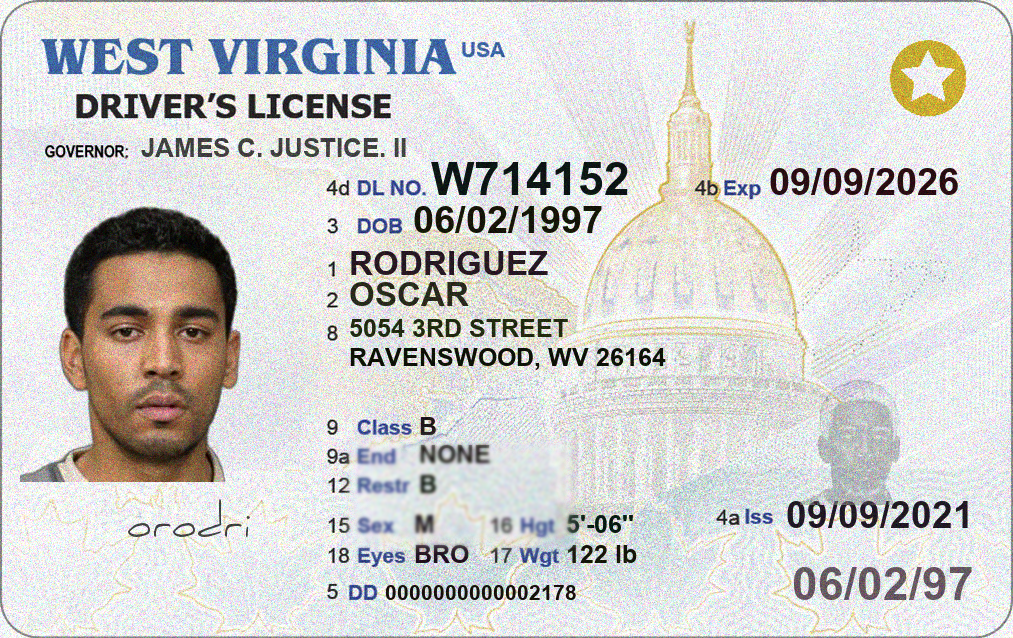 WEST VIRGINIA USA
DRIVER'S LICENSE
GOVERNOR: JAMES C. JUSTICE. II
4d DL NO. W714152 4b Exp 09/09/2026
3 DOB 06/02/1997
1 RODRIGUEZ
2 OSCAR
8 5054 3RD STREET
RAVENSWOOD, WV 26164
9 Class B
9a End NONE
12 Restr B
15 Sex M 16 Hgt 5'-06" 4a Iss 09/09/2021
18 Eyes BRO 17 Wgt 122 lb
5 DD 0000000000002178
06/02/97
orodri